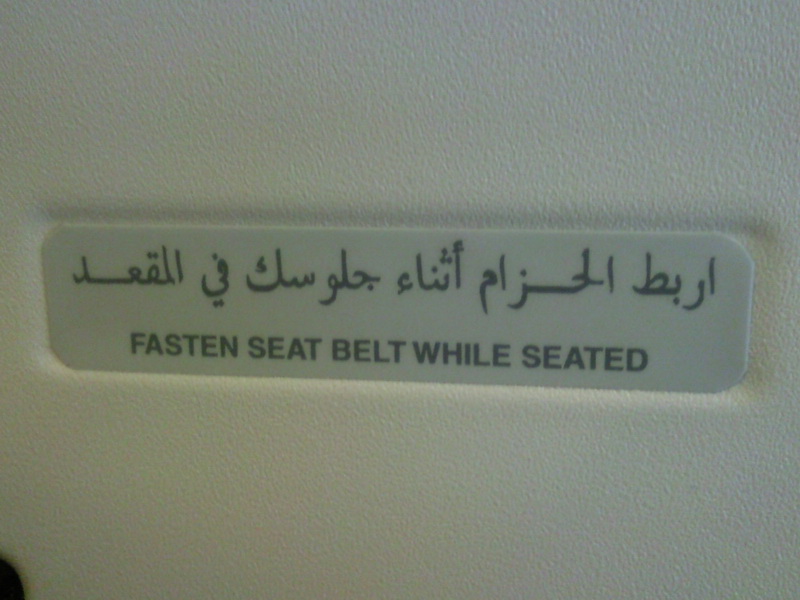 اربط الحزام أثناء جلوسك في المقعد
FASTEN SEAT BELT WHILE SEATED